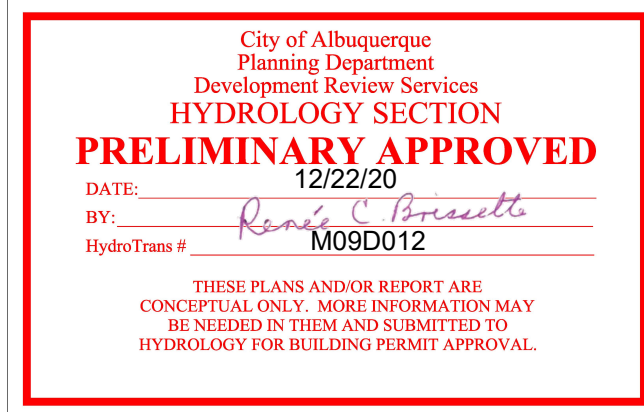 City of Albuquerque
Planning Department
Development Review Services
HYDROLOGY SECTION
PRELIMINARY APPROVED
DATE: 12/22/20
BY: Renée C. Brissette
HydroTrans # M09D012
THESE PLANS AND/OR REPORT ARE
CONCEPTUAL ONLY. MORE INFORMATION MAY
BE NEEDED IN THEM AND SUBMITTED TO
HYDROLOGY FOR BUILDING PERMIT APPROVAL.